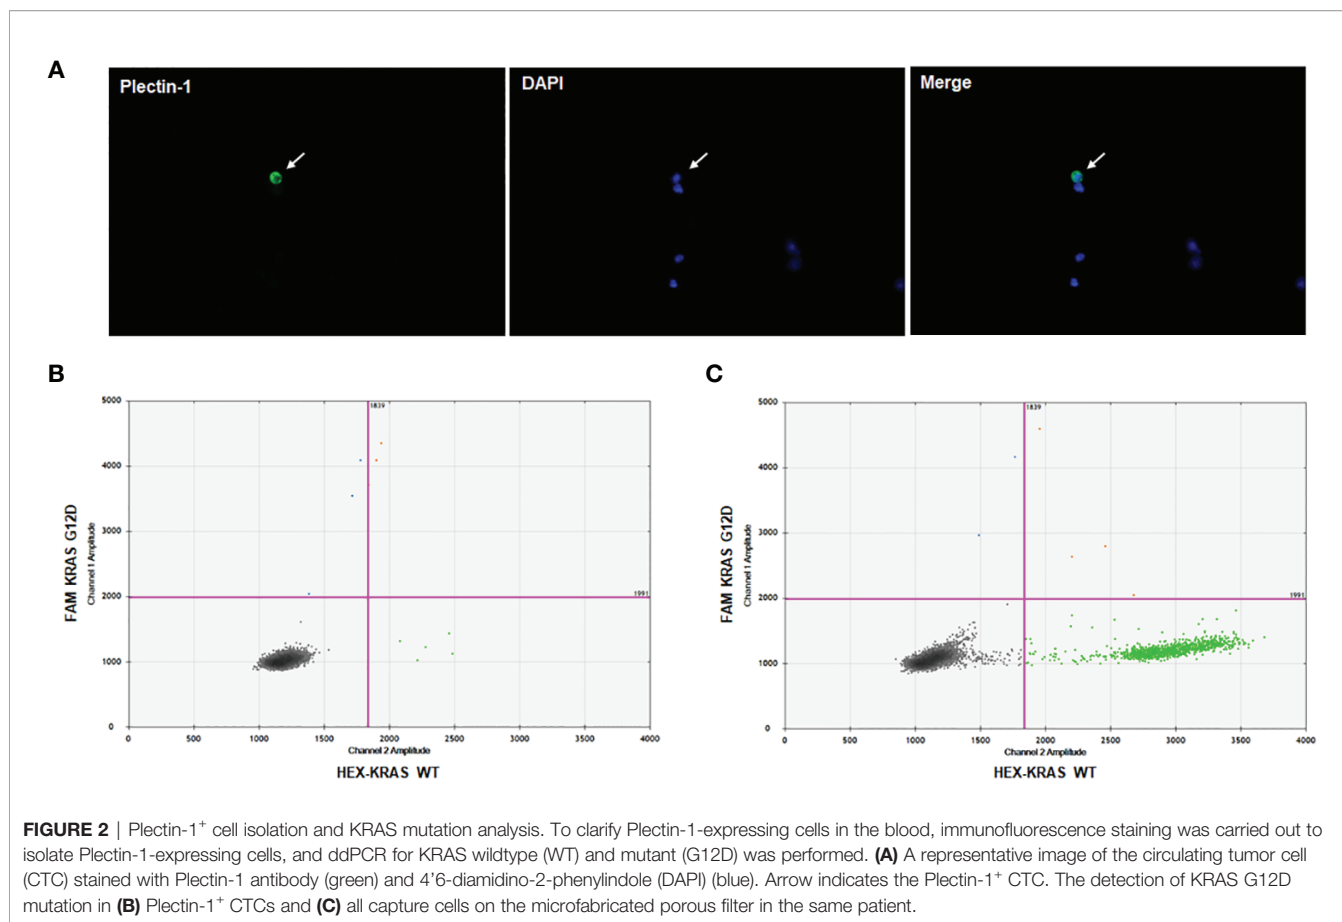 A
Plectin-1
DAPI
Merge
B
5000
4000
3000
2000
1000
0
1839
1991
0
1000
1500
1500
2000
2500
3000
4000
FAM KRAS G12D
Channel 1 Amplitude
Channel 2 Amplitude
HEX-KRAS WT
C
5000
4000
3000
2000
1000
0
1839
1991
0
500
1000
1500
2000
2500
3000
3500
4000
FAM KRAS G12D
Channel 1 Amplitude
Channel 2 Amplitude
HEX-KRAS WT
FIGURE 2 | Plectin-1+ cell isolation and KRAS mutation analysis. To clarify Plectin-1-expressing cells in the blood, immunofluorescence staining was carried out to
isolate Plectin-1-expressing cells, and ddPCR for KRAS wildtype (WT) and mutant (G12D) was performed. (A) A representative image of the circulating tumor cell
(CTC) stained with Plectin-1 antibody (green) and 4'6-diamidino-2-phenylindole (DAPI) (blue). Arrow indicates the Plectin-1+ CTC. The detection of KRAS G12D
mutation in (B) Plectin-1+ CTCs and (C) all capture cells on the microfabricated porous filter in the same patient.